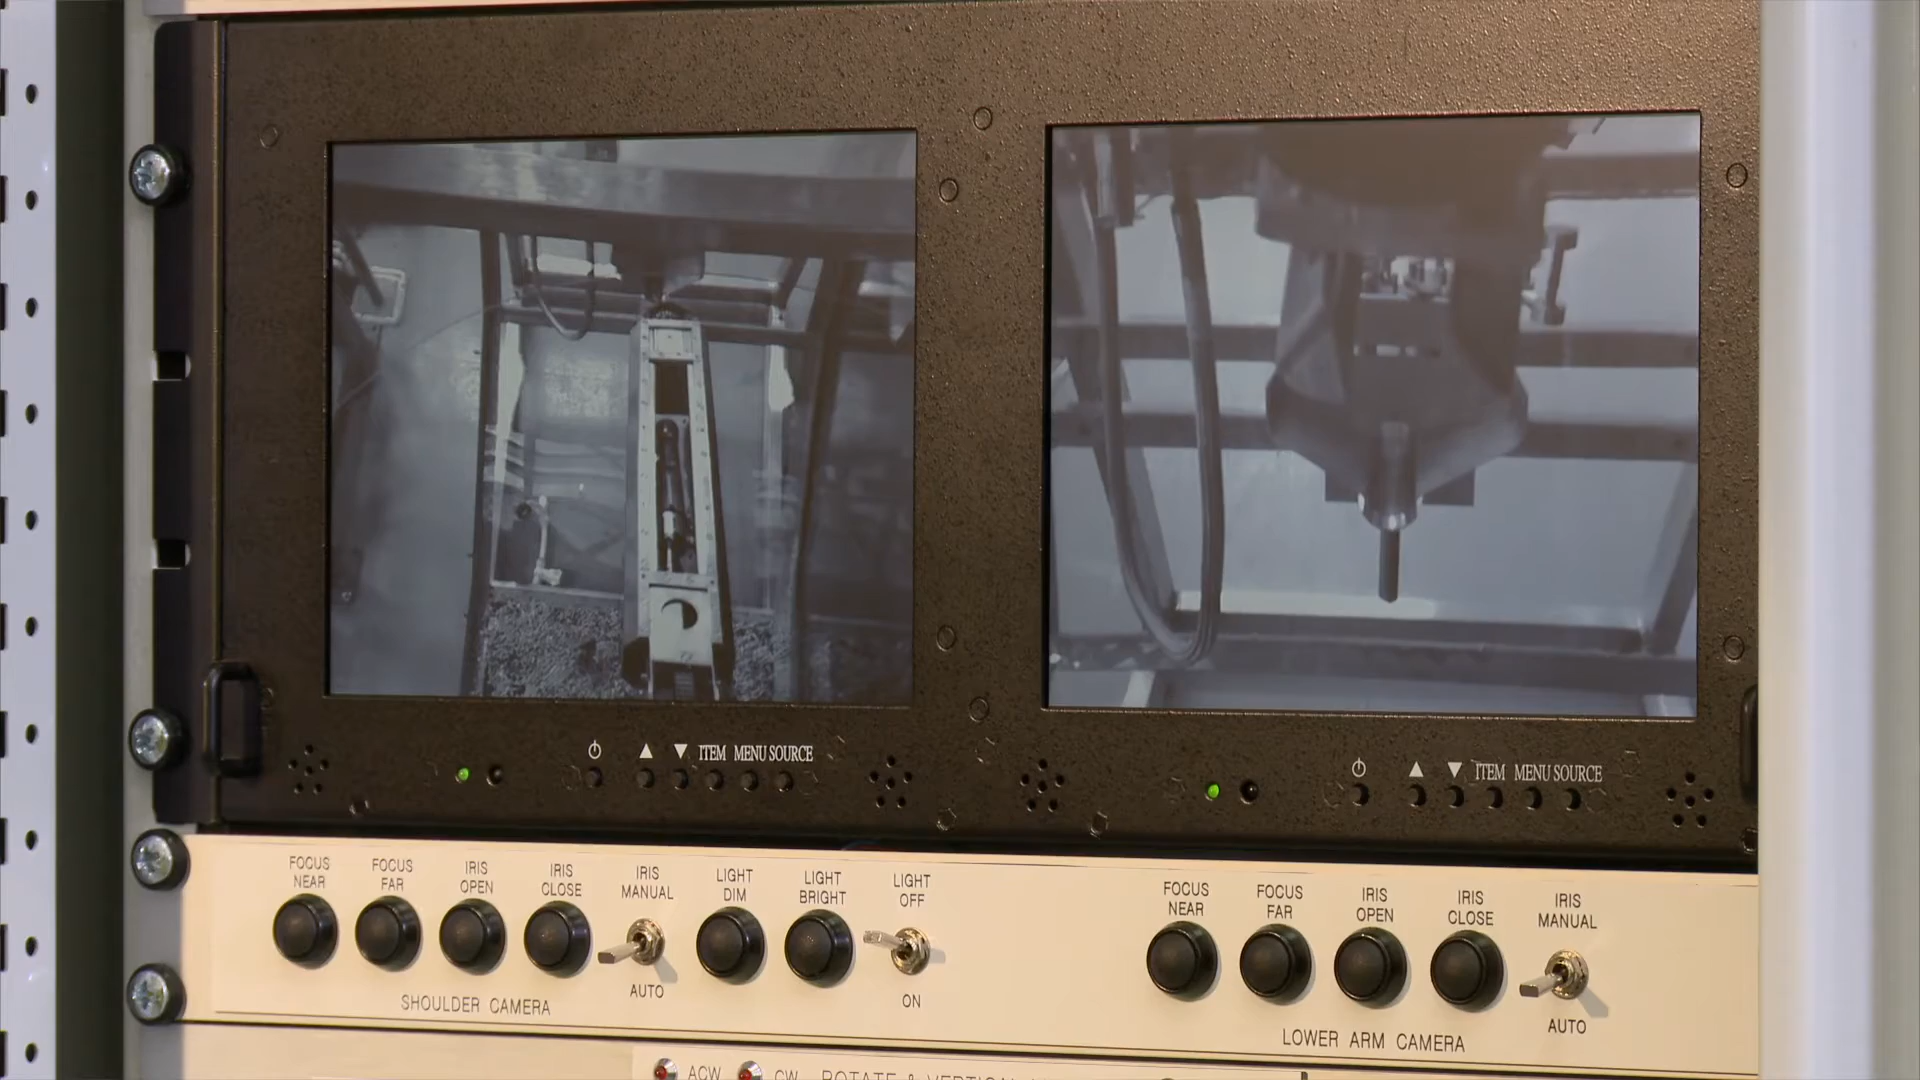 ▲ ▼ ITEM MENU SOURCE
▲ ▼ ITEM MENU SOURCE
FOCUS NEAR
FOCUS FAR
IRIS OPEN
IRIS CLOSE
IRIS MANUAL
AUTO
LIGHT DIM
LIGHT BRIGHT
LIGHT OFF
ON
SHOULDER CAMERA
FOCUS NEAR
FOCUS FAR
IRIS OPEN
IRIS CLOSE
IRIS MANUAL
AUTO
LOWER ARM CAMERA
ACW CW ROTATE & VERTICAL